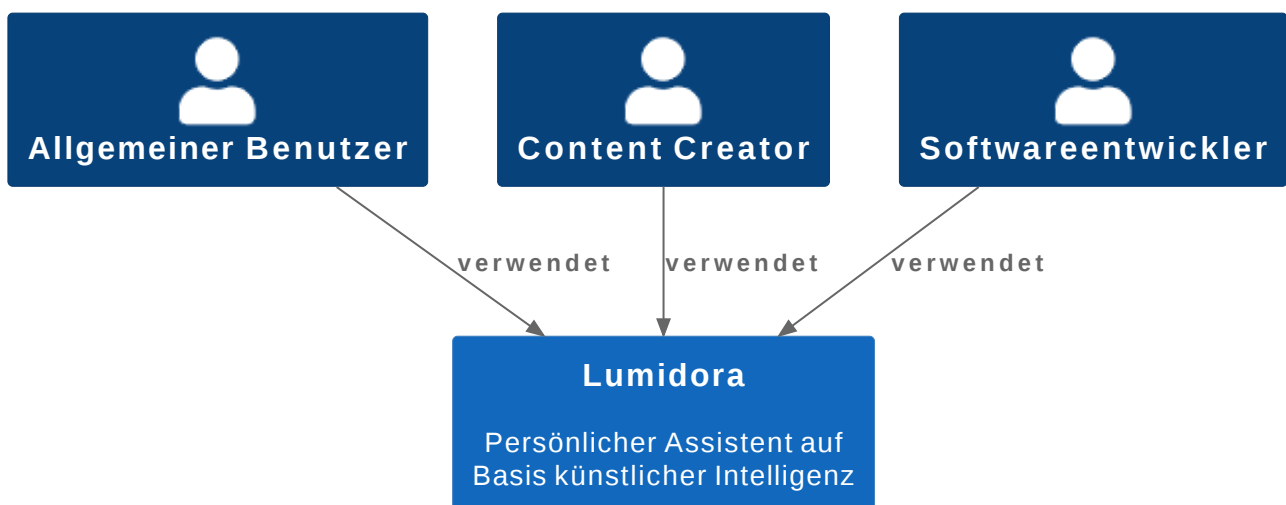 Allgemeiner Benutzer
Content Creator
Softwareentwickler
verwendet
verwendet
verwendet
Lumidora
Persönlicher Assistent auf
Basis künstlicher Intelligenz